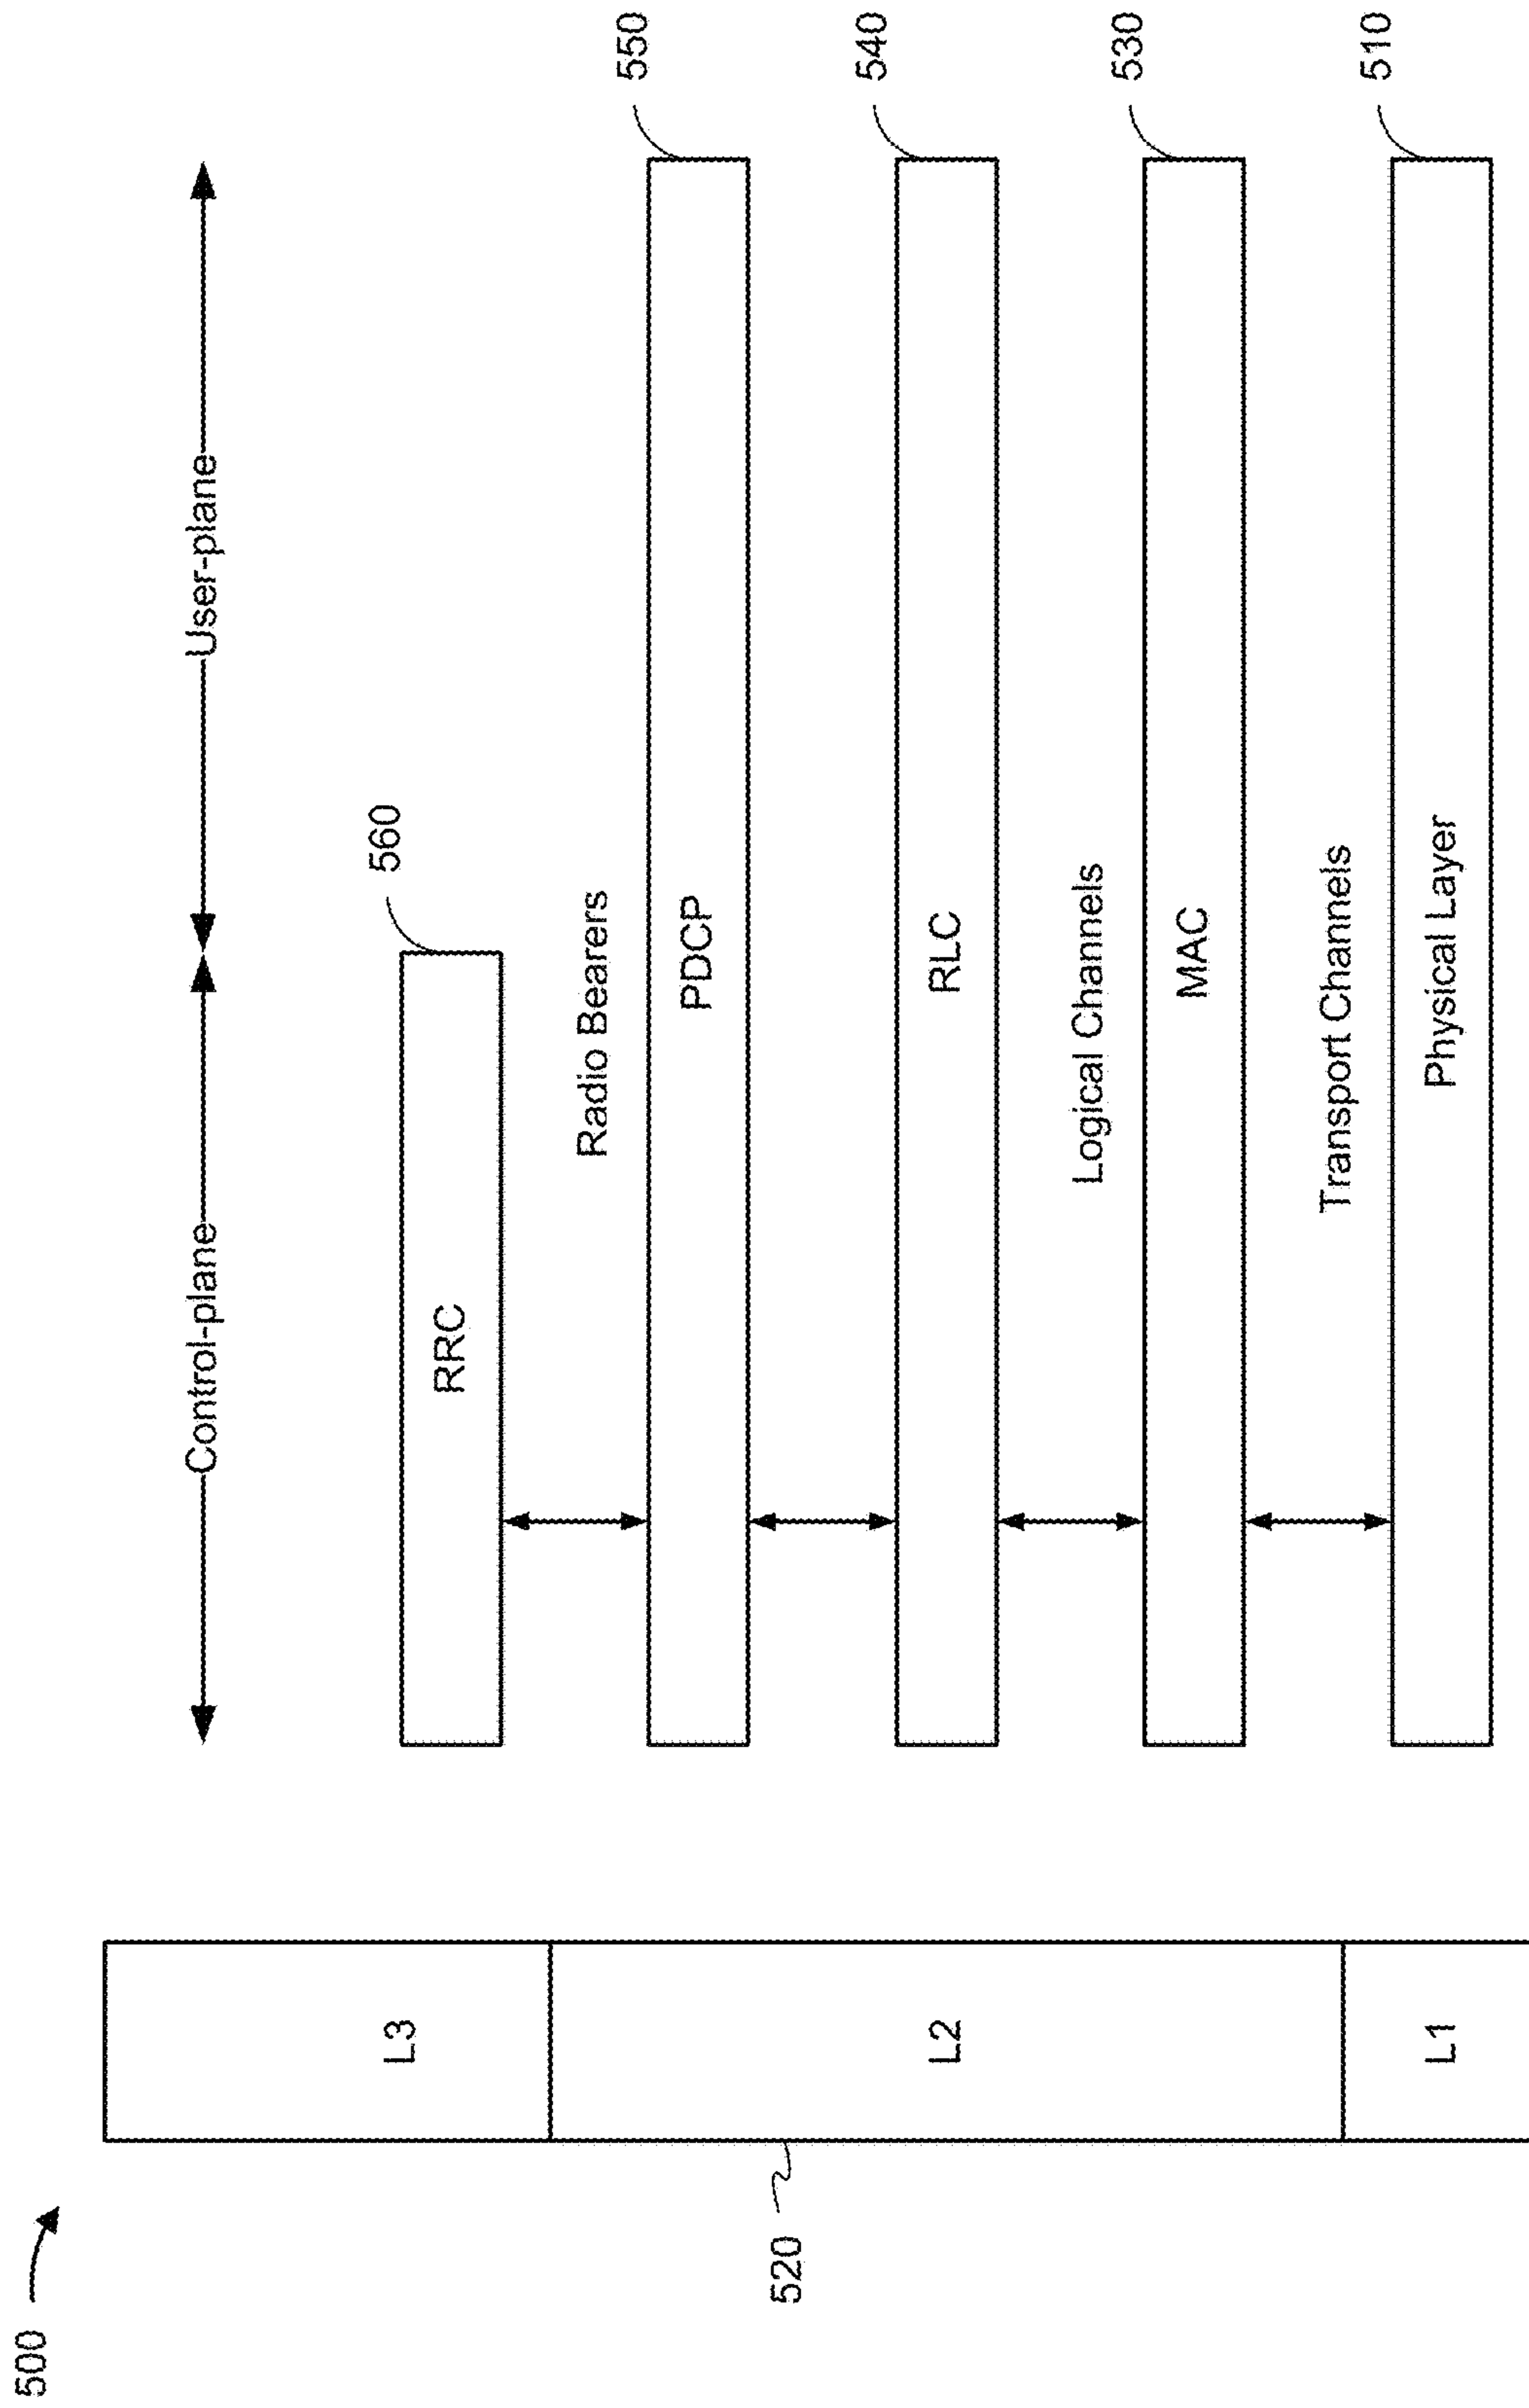 500
Control-plane
User-plane
L3
RRC
560
Radio Bearers
550
520
L2
PDCP
540
RLC
Logical Channels
530
MAC
Transport Channels
510
L1
Physical Layer